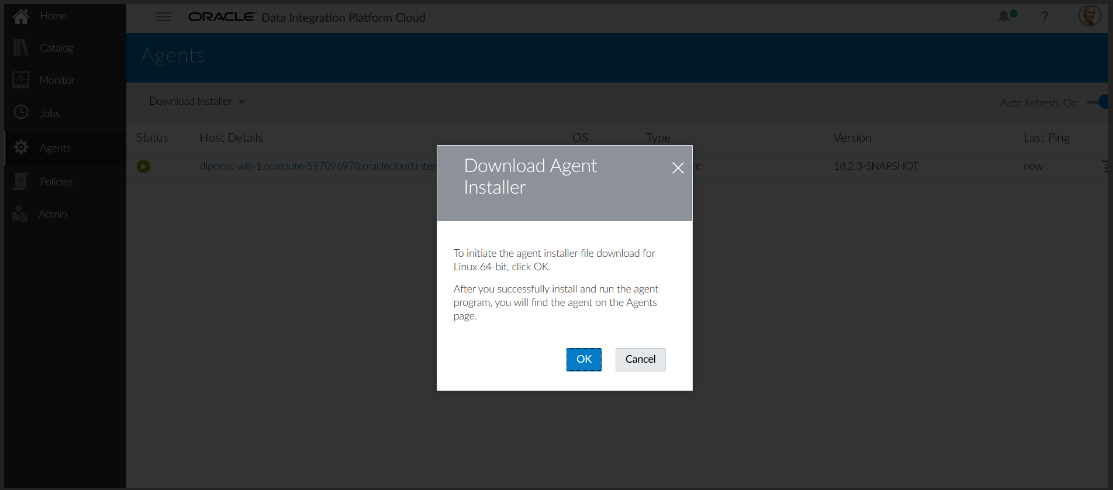 Home
ORACLE® Data Integration Platform Cloud
?
Catalog
Agents
Monitor
Download Installer
Auto Refresh: On
Jobs
Status Host Details OS Type Version Last Ping
Agents
dipcinst-wls-1.compute-597096978.oraclecloud.inter
18.2.3-SNAPSHOT now
Policies
Admin
Download Agent
Installer
To initiate the agent installer file download for
Linux 64-bit, click OK.
After you successfully install and run the agent
program, you will find the agent on the Agents
page.
OK Cancel